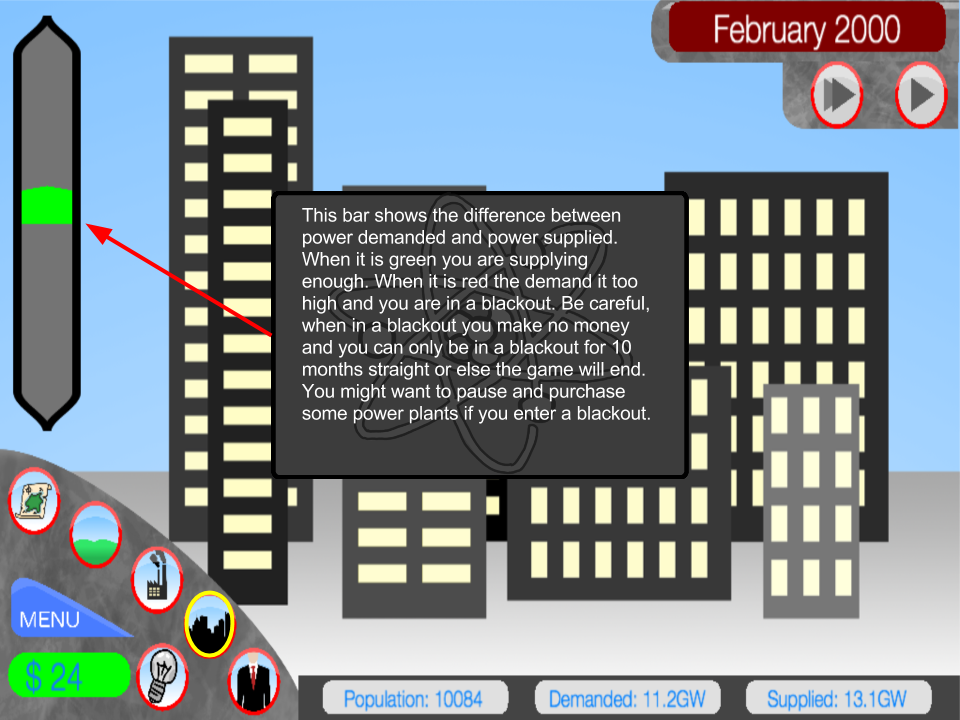 February 2000
This bar shows the difference between
power demanded and power supplied.
When it is green you are supplying
enough. When it is red the demand it too
high and you are in a blackout. Be careful,
when in a blackout you make no money
and you can only be in a blackout for 10
months straight or else the game will end.
You might want to pause and purchase
some power plants if you enter a blackout.
MENU
$ 24
Population: 10084
Demanded: 11.2GW
Supplied: 13.1GW